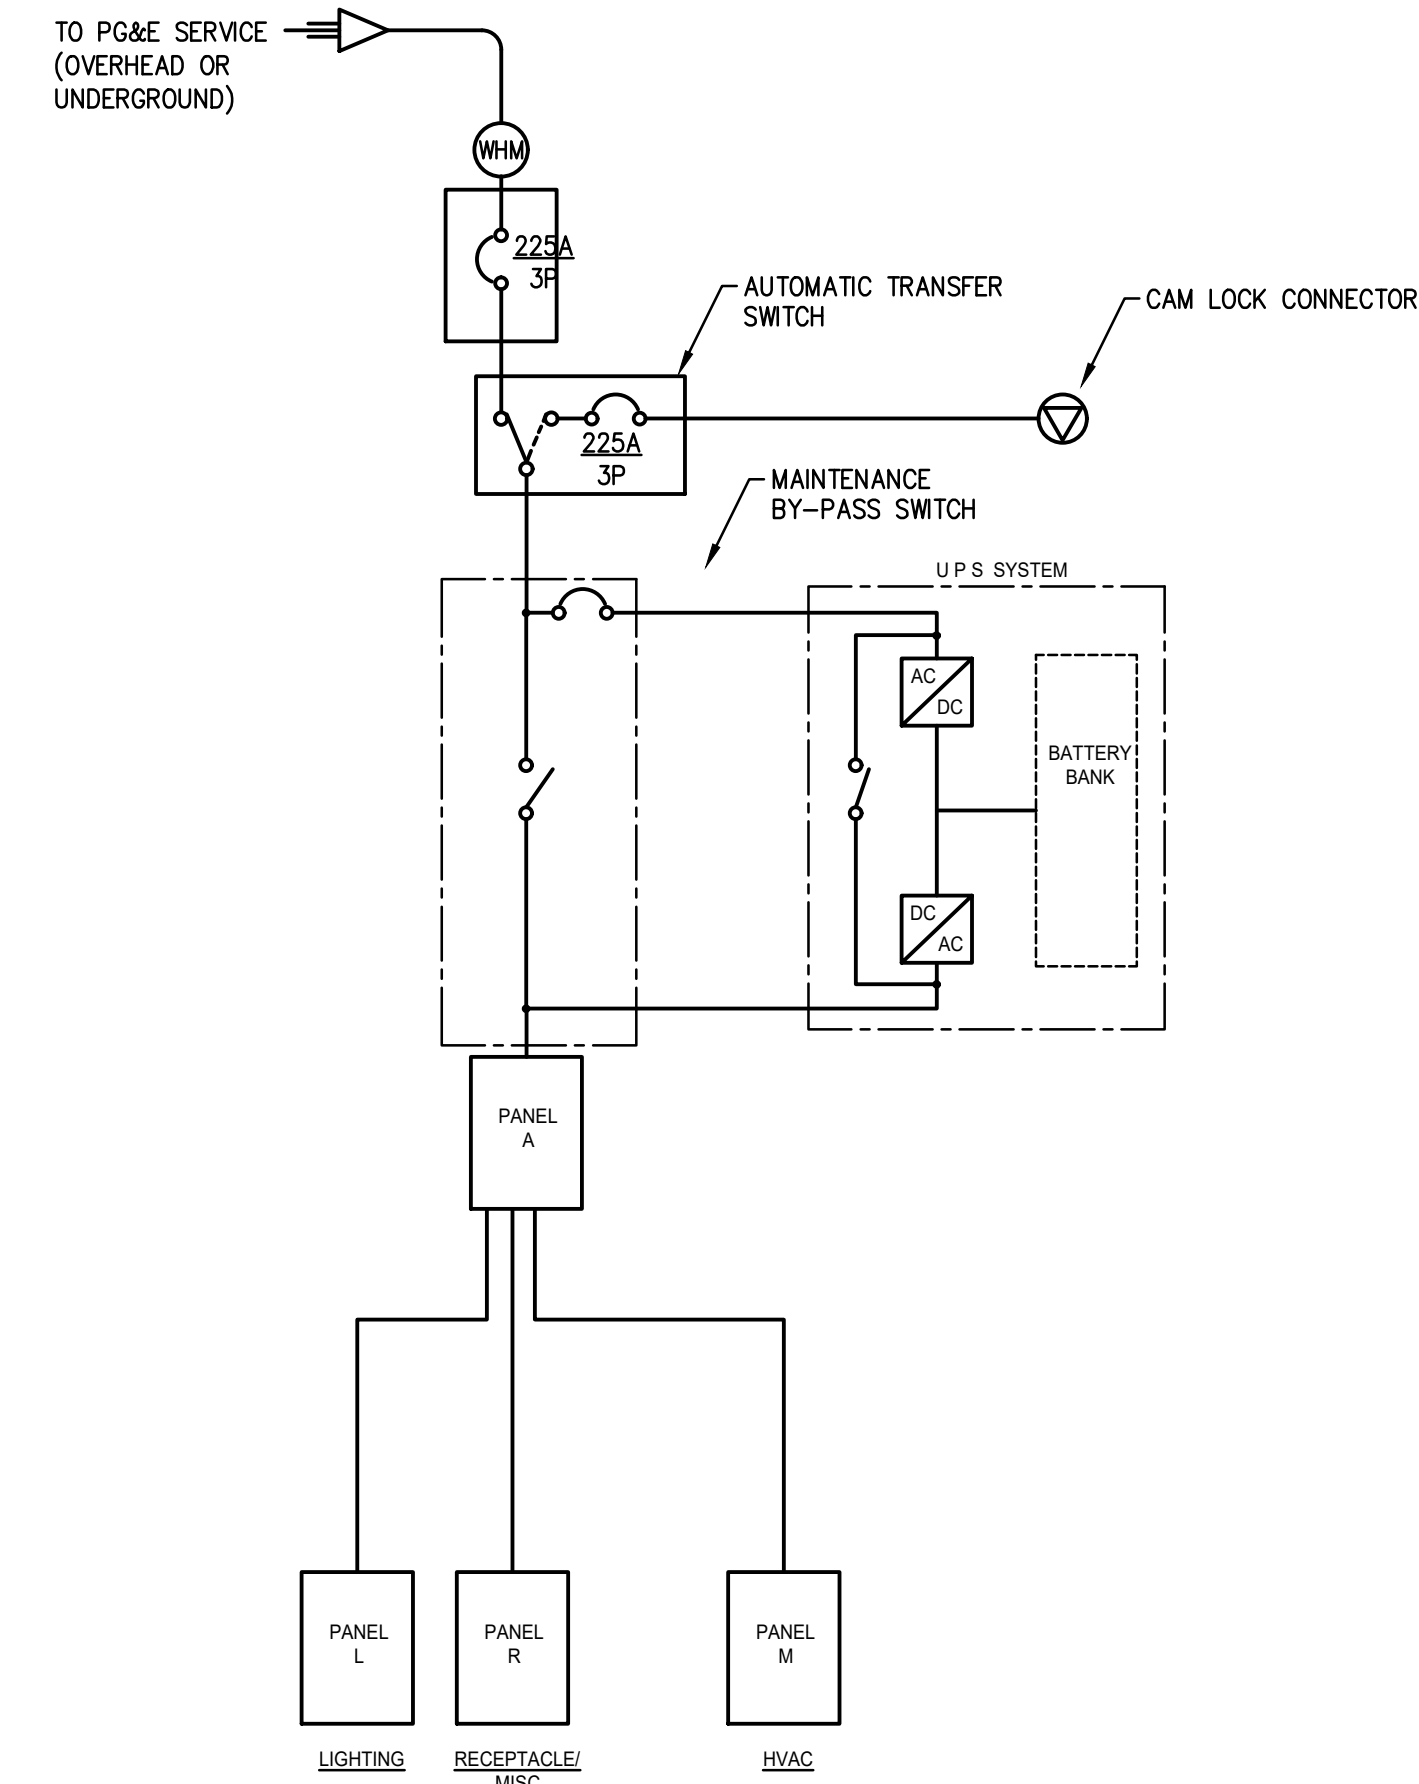 TO PG&E SERVICE
(OVERHEAD OR
UNDERGROUND)
WHM
225A
3P
AUTOMATIC TRANSFER
SWITCH
CAM LOCK CONNECTOR
225A
3P
MAINTENANCE
BY-PASS SWITCH
U P S SYSTEM
AC
DC
BATTERY
BANK
DC
AC
PANEL
A
PANEL
L
PANEL
R
PANEL
M
LIGHTING
RECEPTACLE/
MISC
HVAC